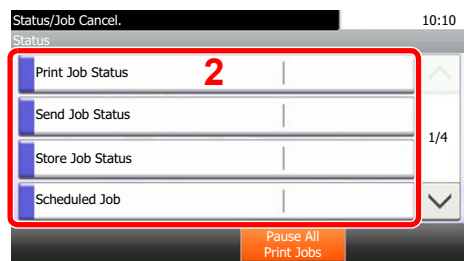 Status/Job Cancel. 10:10
Status
Print Job Status 2
Send Job Status
1/4
Store Job Status
Scheduled Job
Pause All
Print Jobs